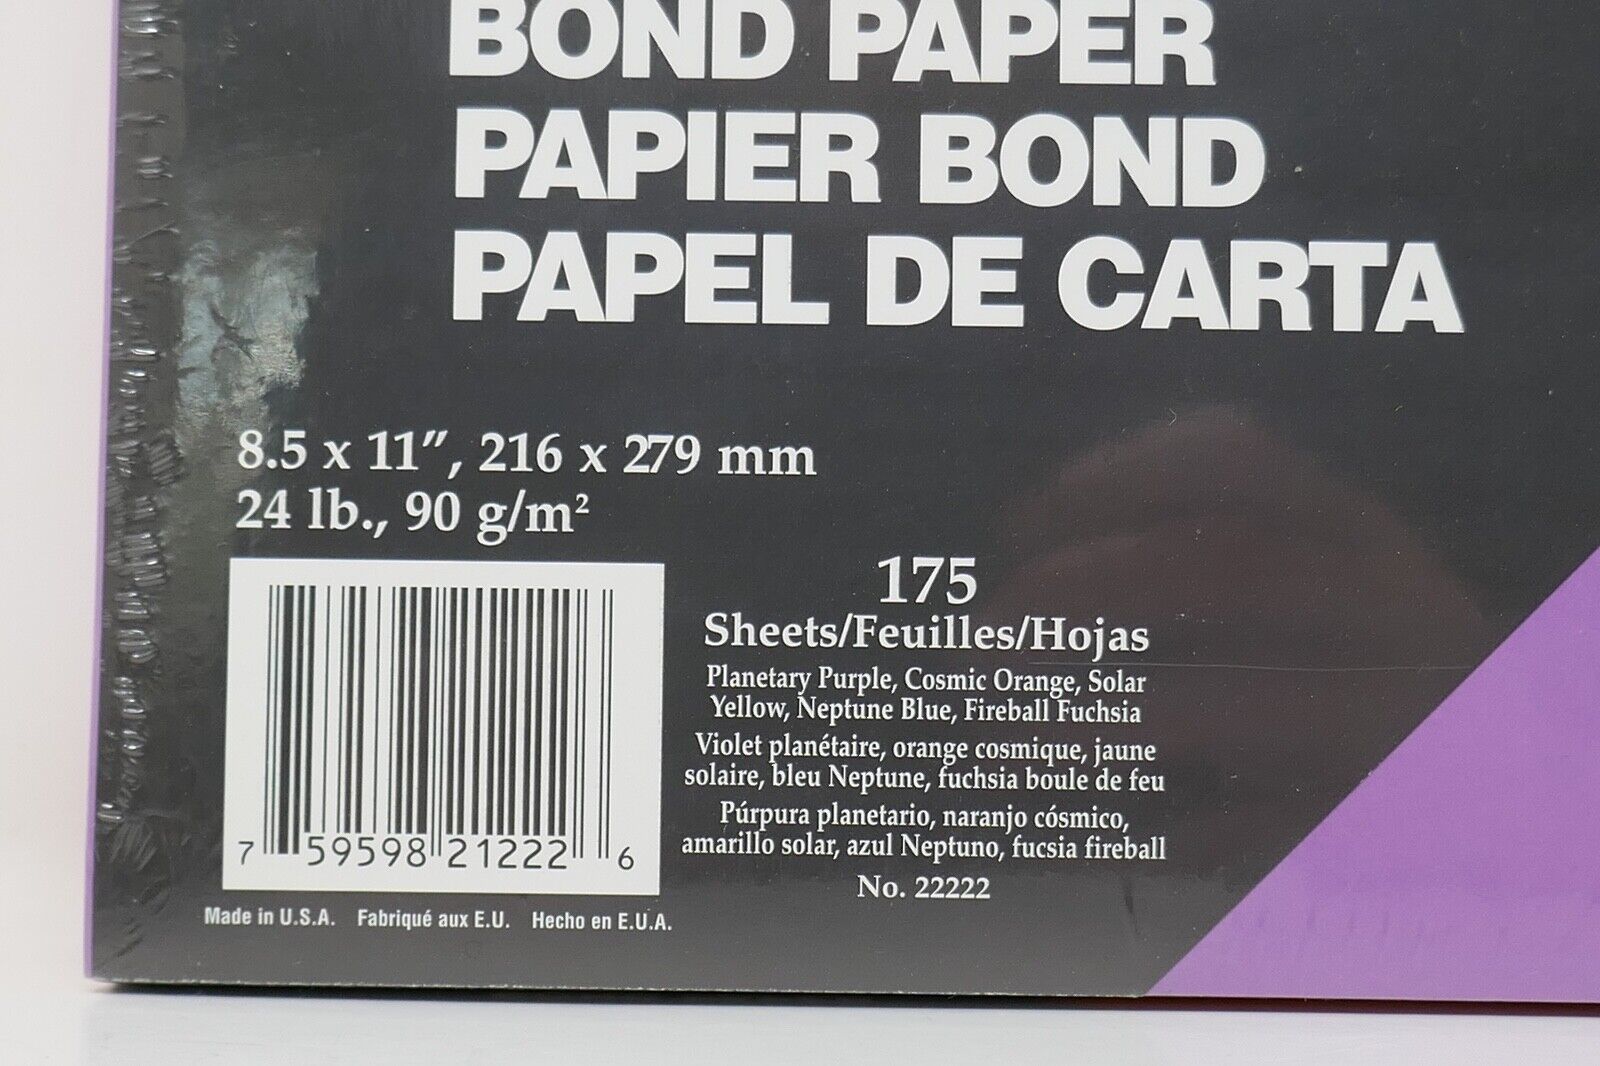 BOND PAPER
PAPIER BOND
PAPEL DE CARTA
8.5 x 11″, 216 x 279 mm
24 lb., 90 g/m²
175
Sheets/Feuilles/Hojas
Planetary Purple, Cosmic Orange, Solar
Yellow, Neptune Blue, Fireball Fuchsia
Violet planétaire, orange cosmique, jaune
solaire, bleu Neptune, fuchsia boule de feu
Púrpura planetario, naranjo cósmico,
amarillo solar, azul Neptuno, fucsia fireball
No. 22222
7 59598 21222 6
Made in U.S.A. Fabriqué aux E.U. Hecho en E.U.A.